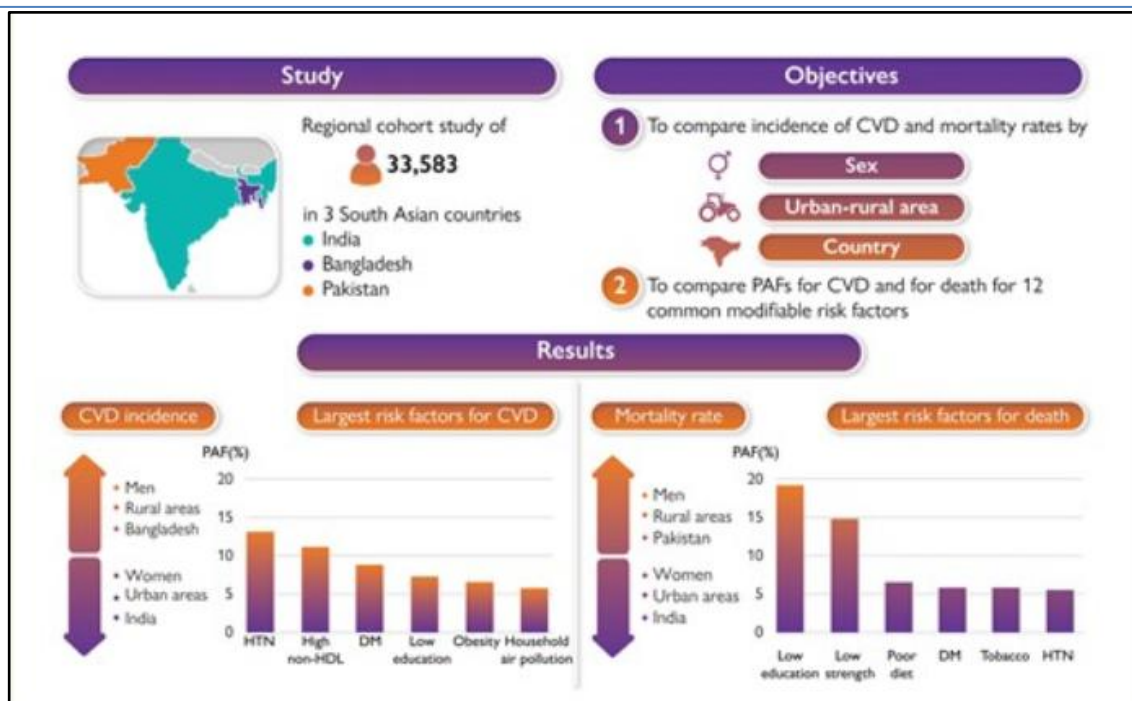 Study
Regional cohort study of
33,583
in 3 South Asian countries
• India
• Bangladesh
• Pakistan
Objectives
1 To compare incidence of CVD and mortality rates by
Sex
Urban-rural area
Country
2 To compare PAFs for CVD and for death for 12
common modifiable risk factors
Results
CVD incidence
• Men
• Rural areas
• Bangladesh
• Women
• Urban areas
• India
Largest risk factors for CVD
PAF(%)
20
15
10
5
0
HTN
High
non-HDL
DM
Low
education
Obesity
Household
air pollution
Mortality rate
• Men
• Rural areas
• Pakistan
• Women
• Urban areas
• India
Largest risk factors for death
PAF(%)
20
15
10
5
0
Low
education
Low
strength
Poor
diet
DM
Tobacco
HTN